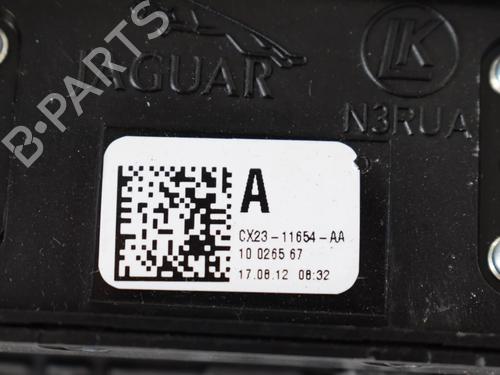 JAGUAR
LK
N3RUA
A
CX23-11654-AA
10 0265 67
17.08.12 08:32
B-PARTS